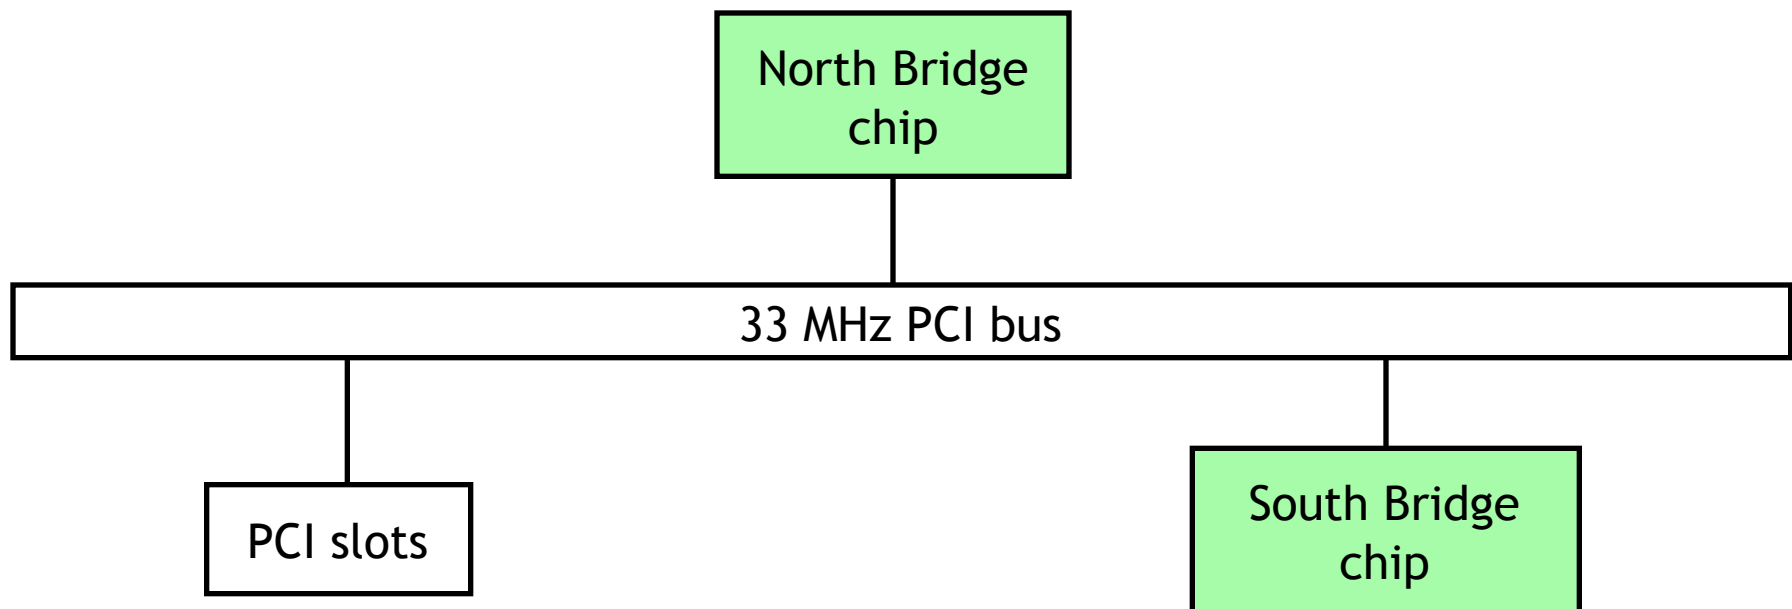 North Bridge
chip
33 MHz PCI bus
PCI slots
South Bridge
chip